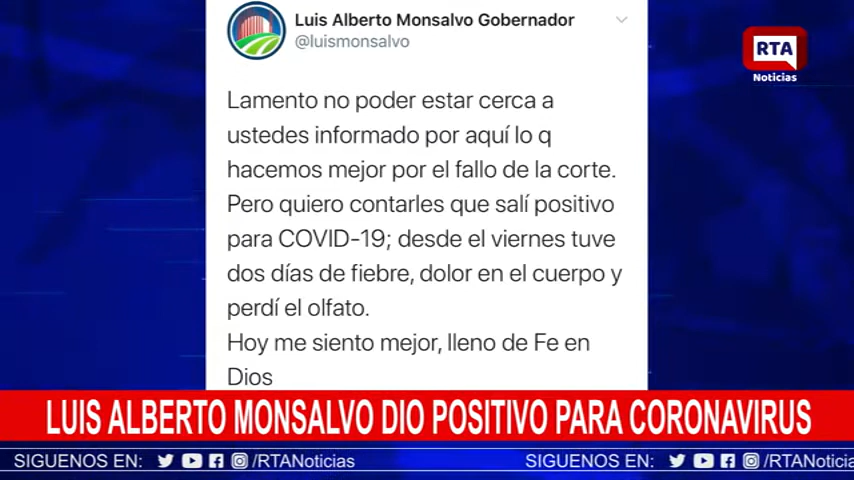 Luis Alberto Monsalvo Gobernador
@luismonsalvo
RTA
Noticias
Lamento no poder estar cerca a
ustedes informado por aquí lo q
hacemos mejor por el fallo de la corte.
Pero quiero contarles que salí positivo
para COVID-19; desde el viernes tuve
dos días de fiebre, dolor en el cuerpo y
perdí el olfato.
Hoy me siento mejor, lleno de Fe en
Dios
LUIS ALBERTO MONSALVO DIO POSITIVO PARA CORONAVIRUS
SIGUENOS EN: /RTANoticias SIGUENOS EN: /RTANoticias